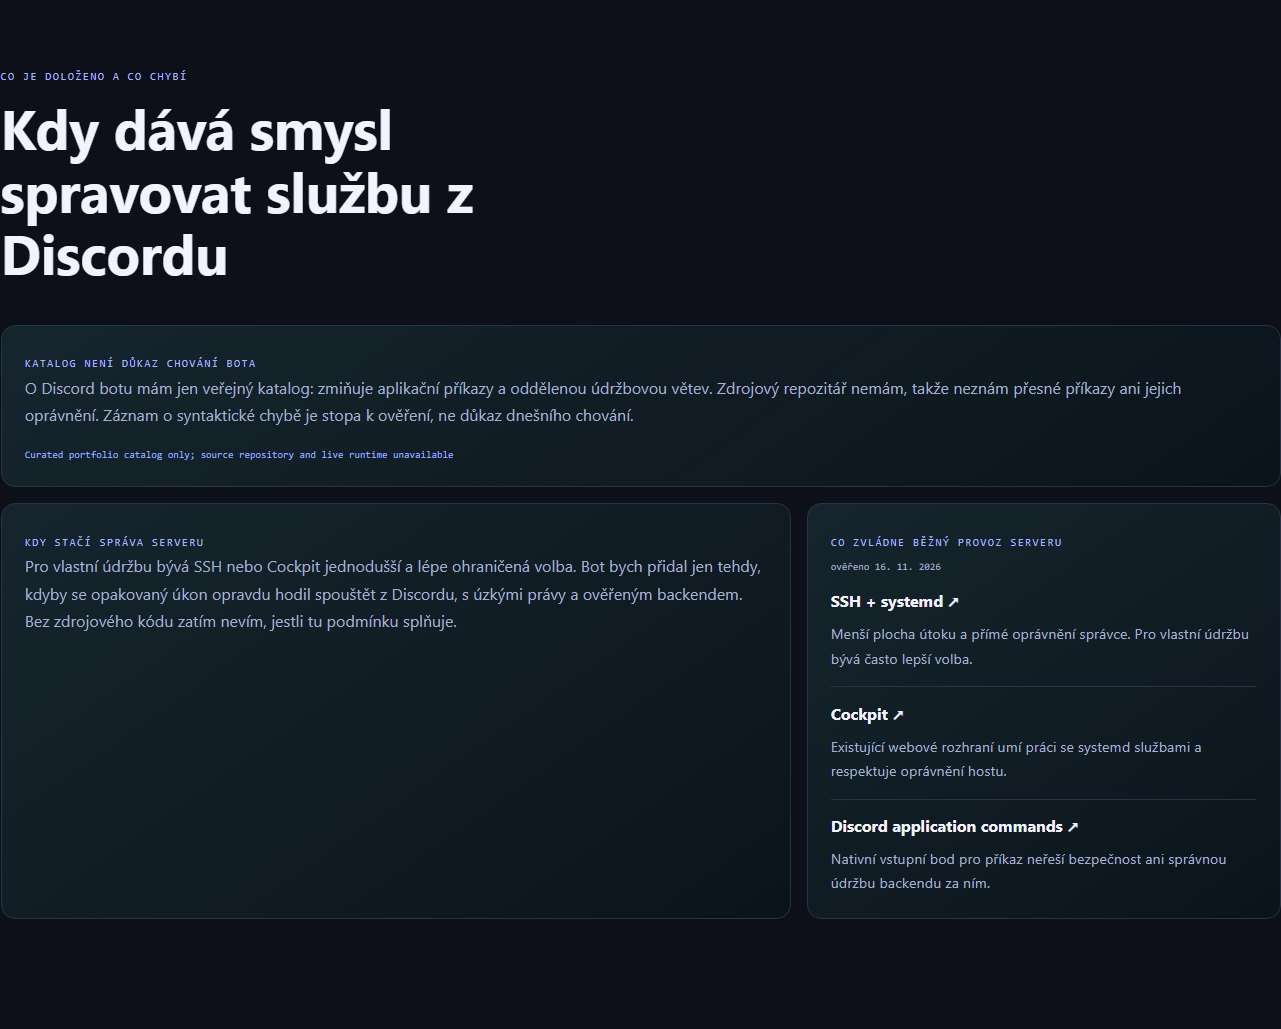 CO JE DOLOŽENO A CO CHYBÍ
Kdy dává smysl
spravovat službu z
Discordu
KATALOG NENÍ DŮKAZ CHOVÁNÍ BOTA
O Discord botu mám jen veřejný katalog: zmiňuje aplikační příkazy a oddělenou údržbovou větev. Zdrojový repozitář nemám, takže neznám přesné příkazy ani jejich
oprávnění. Záznam o syntaktické chybě je stopa k ověření, ne důkaz dnešního chování.
Curated portfolio catalog only; source repository and live runtime unavailable
KDY STAČÍ SPRÁVA SERVERU
Pro vlastní údržbu bývá SSH nebo Cockpit jednodušší a lépe ohraničená volba. Bot bych přidal jen tehdy,
kdyby se opakovaný úkon opravdu hodil spouštět z Discordu, s úzkými právy a ověřeným backendem.
Bez zdrojového kódu zatím nevím, jestli tu podmínku splňuje.
CO ZVLÁDNE BĚŽNÝ PROVOZ SERVERU
ověřeno 16. 11. 2026
SSH + systemd ↗
Menší plocha útoku a přímé oprávnění správce. Pro vlastní údržbu
bývá často lepší volba.
Cockpit ↗
Existující webové rozhraní umí práci se systemd službami a
respektuje oprávnění hostu.
Discord application commands ↗
Nativní vstupní bod pro příkaz neřeší bezpečnost ani správnou
údržbu backendu za ním.